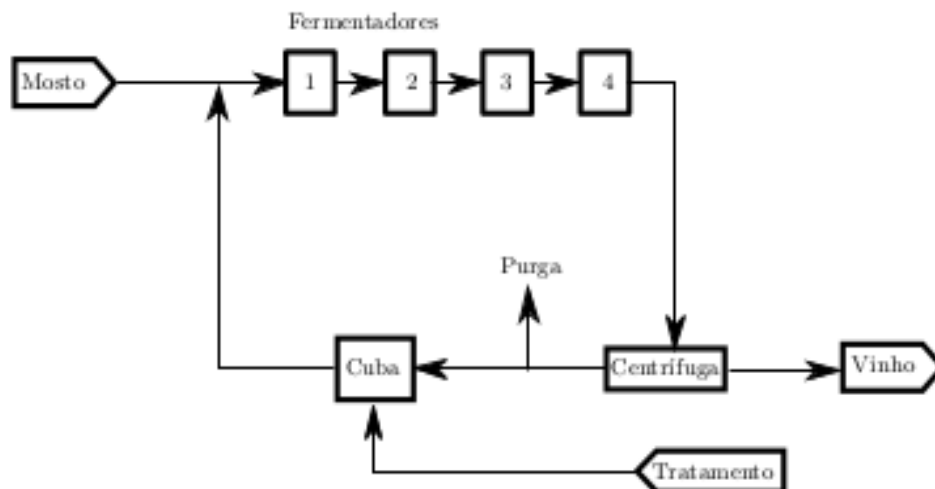 Fermentadores
Mosto
1
2
3
4
Purga
Cuba
Centrífuga
Vinho
Tratamento